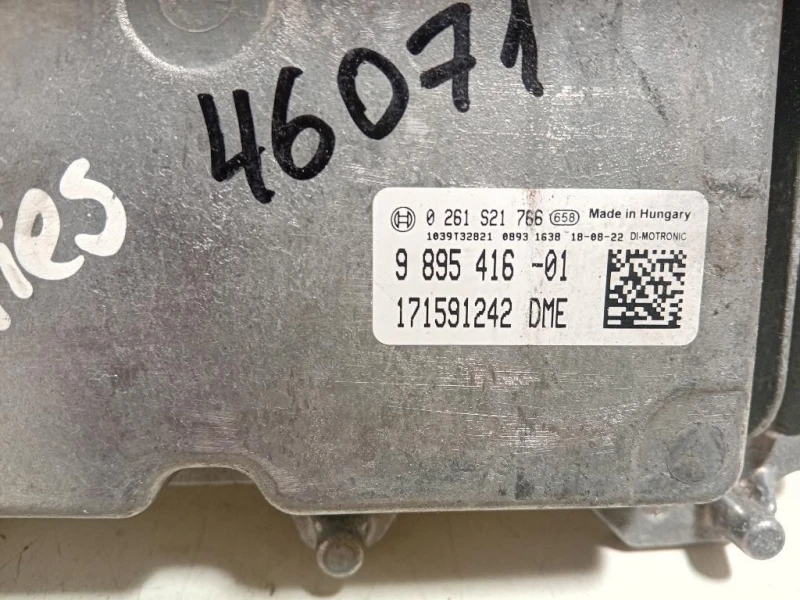 46071
ies
0 261 S21 766 658 Made in Hungary
1039T32821 0893 1638 18-08-22 DI-MOTRONIC
9 895 416 -01
171591242 DME